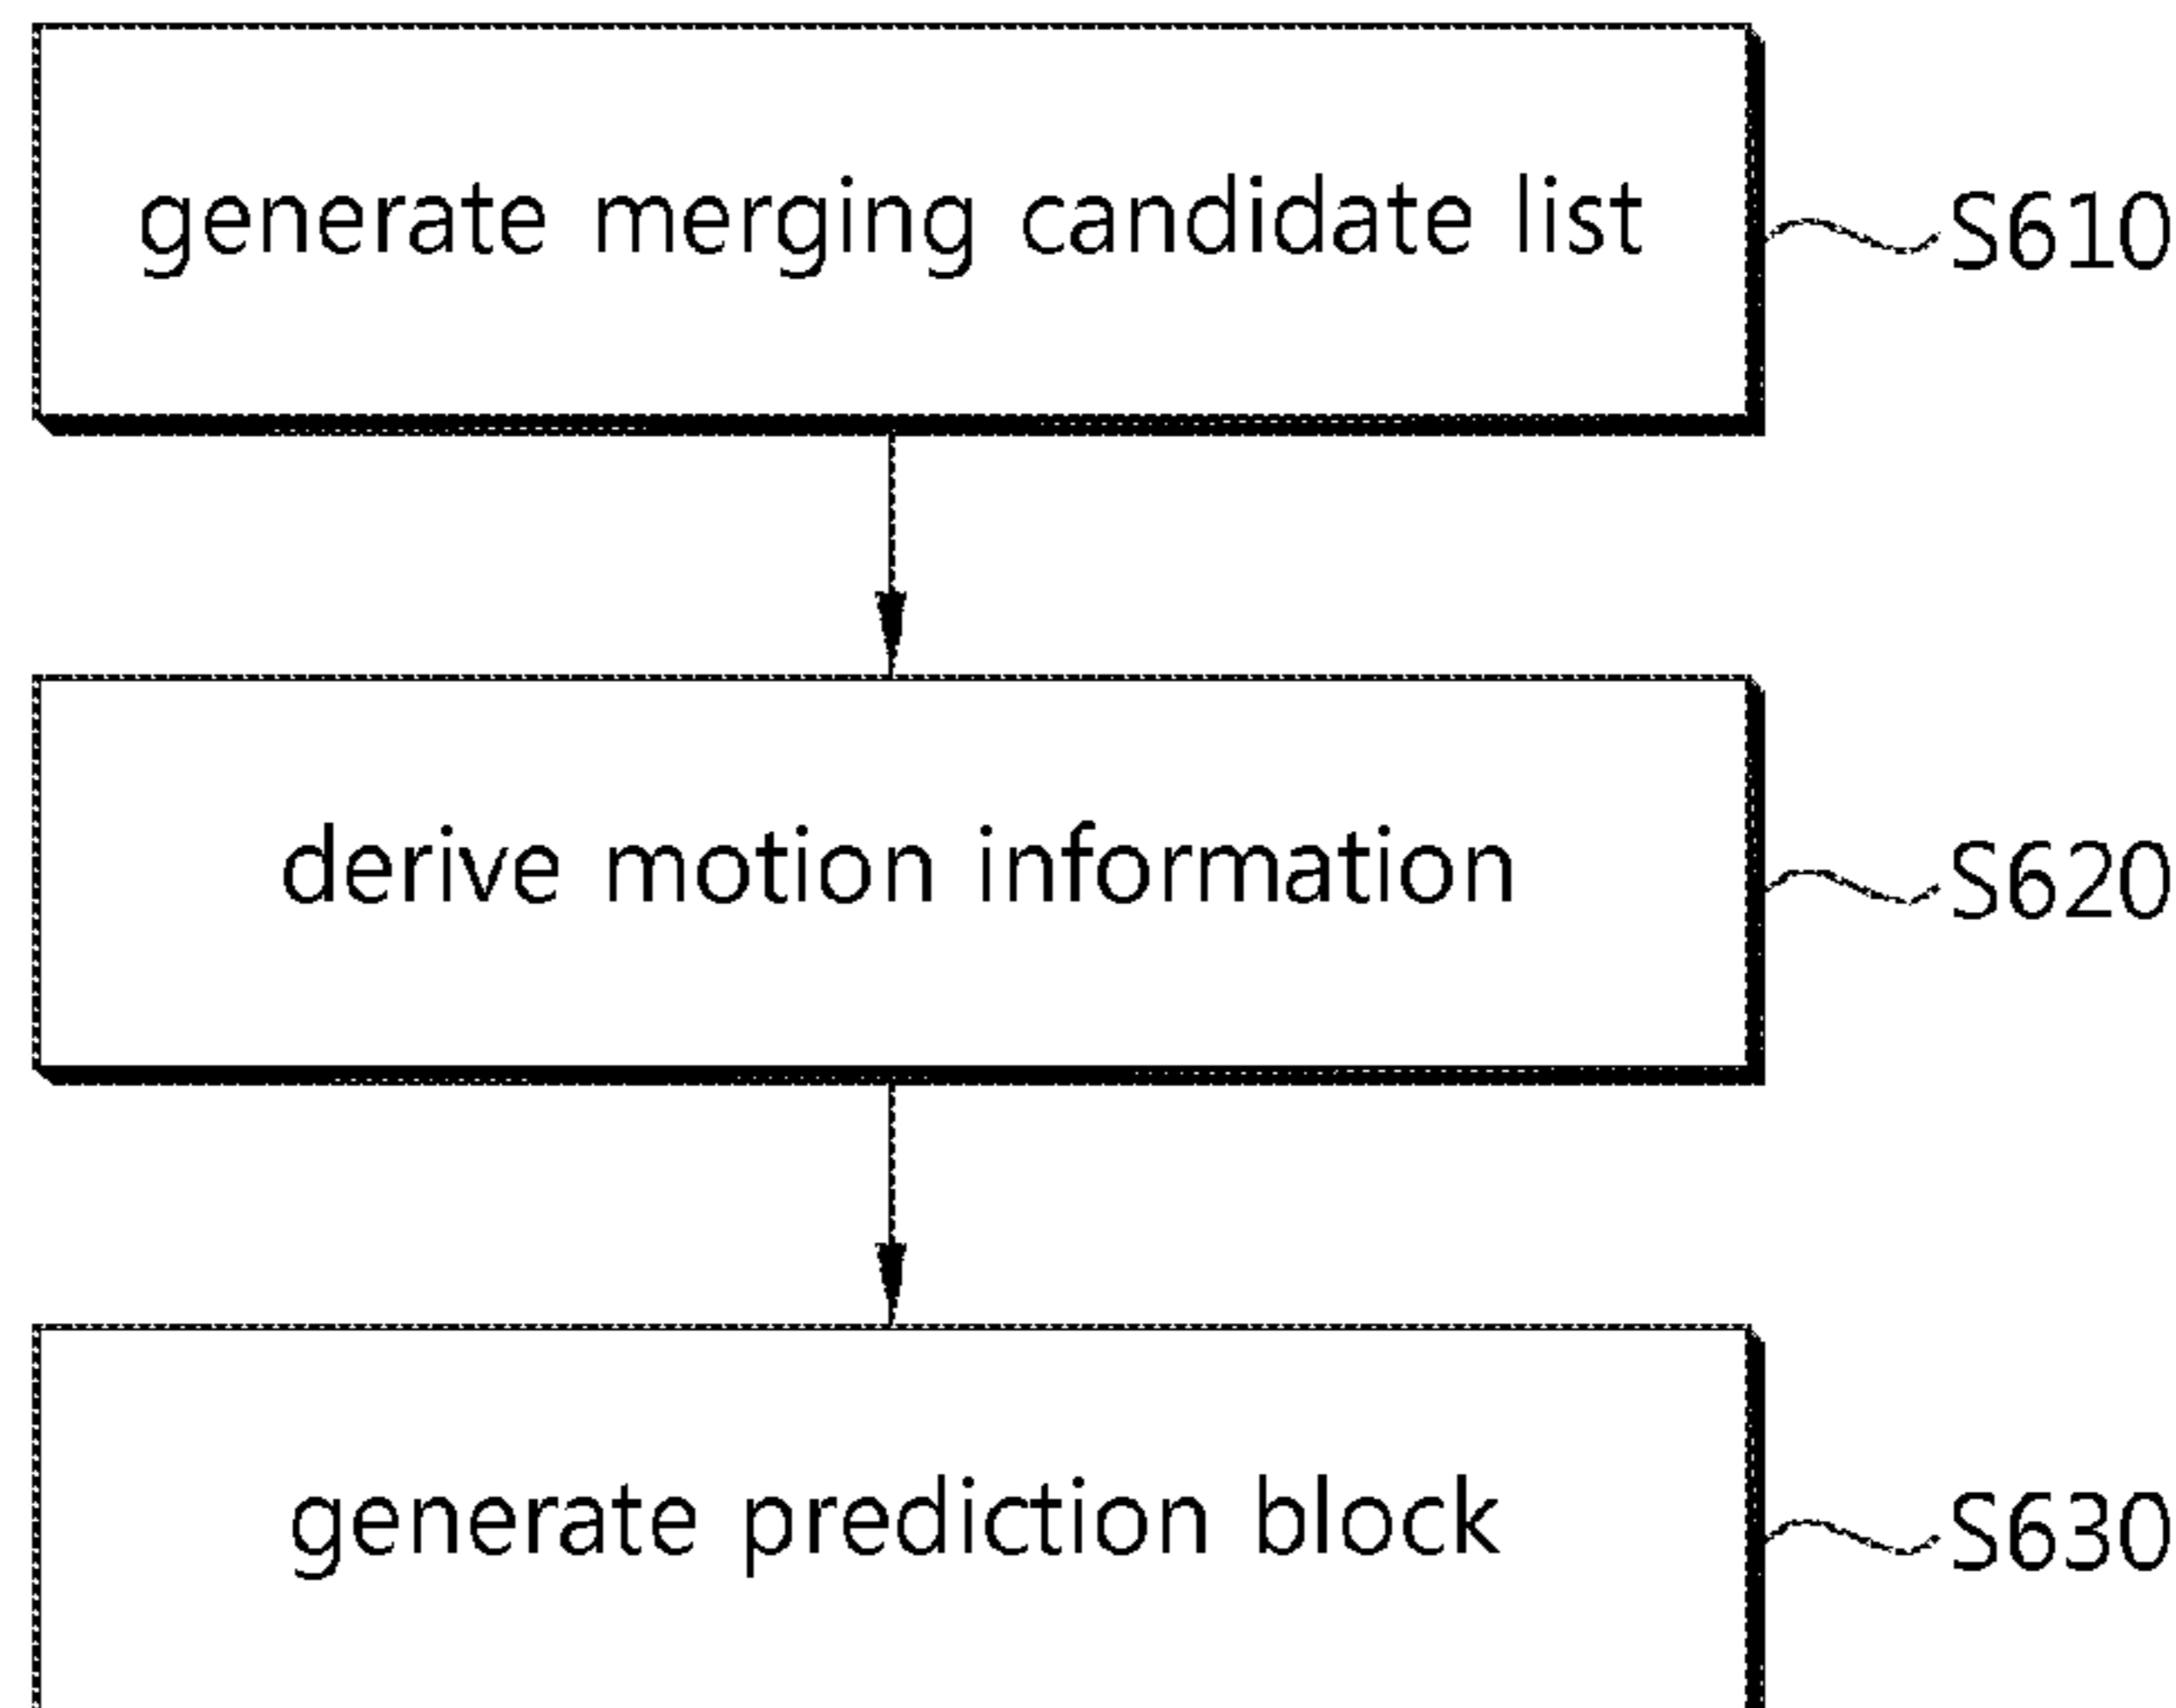 generate merging candidate list
S610
derive motion information
S620
generate prediction block
S630